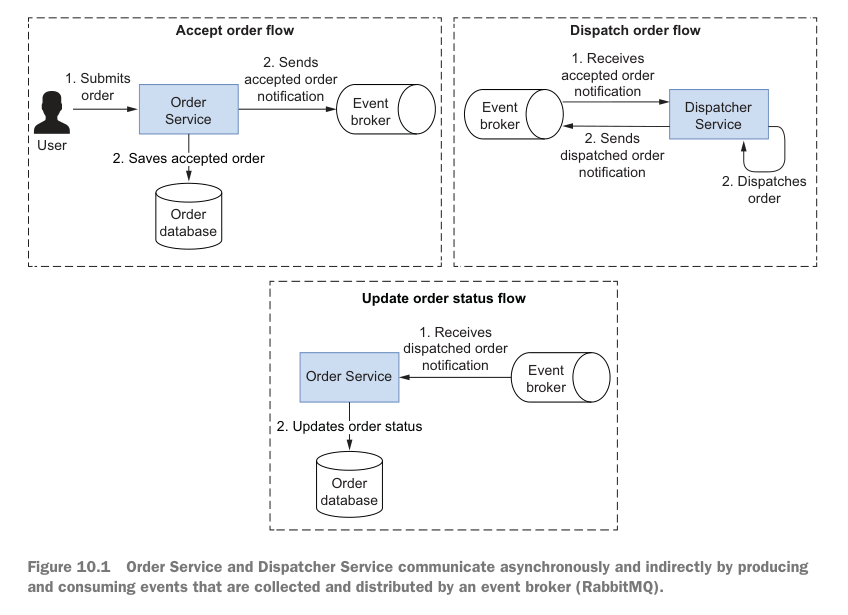 Accept order flow
1. Submits
order
User
Order
Service
2. Sends
accepted order
notification
Event
broker
2. Saves accepted order
Order
database
Dispatch order flow
Event
broker
1. Receives
accepted order
notification
2. Sends
dispatched order
notification
Dispatcher
Service
2. Dispatches
order
Update order status flow
Order Service
1. Receives
dispatched order
notification
Event
broker
2. Updates order status
Order
database
Figure 10.1 Order Service and Dispatcher Service communicate asynchronously and indirectly by producing
and consuming events that are collected and distributed by an event broker (RabbitMQ).